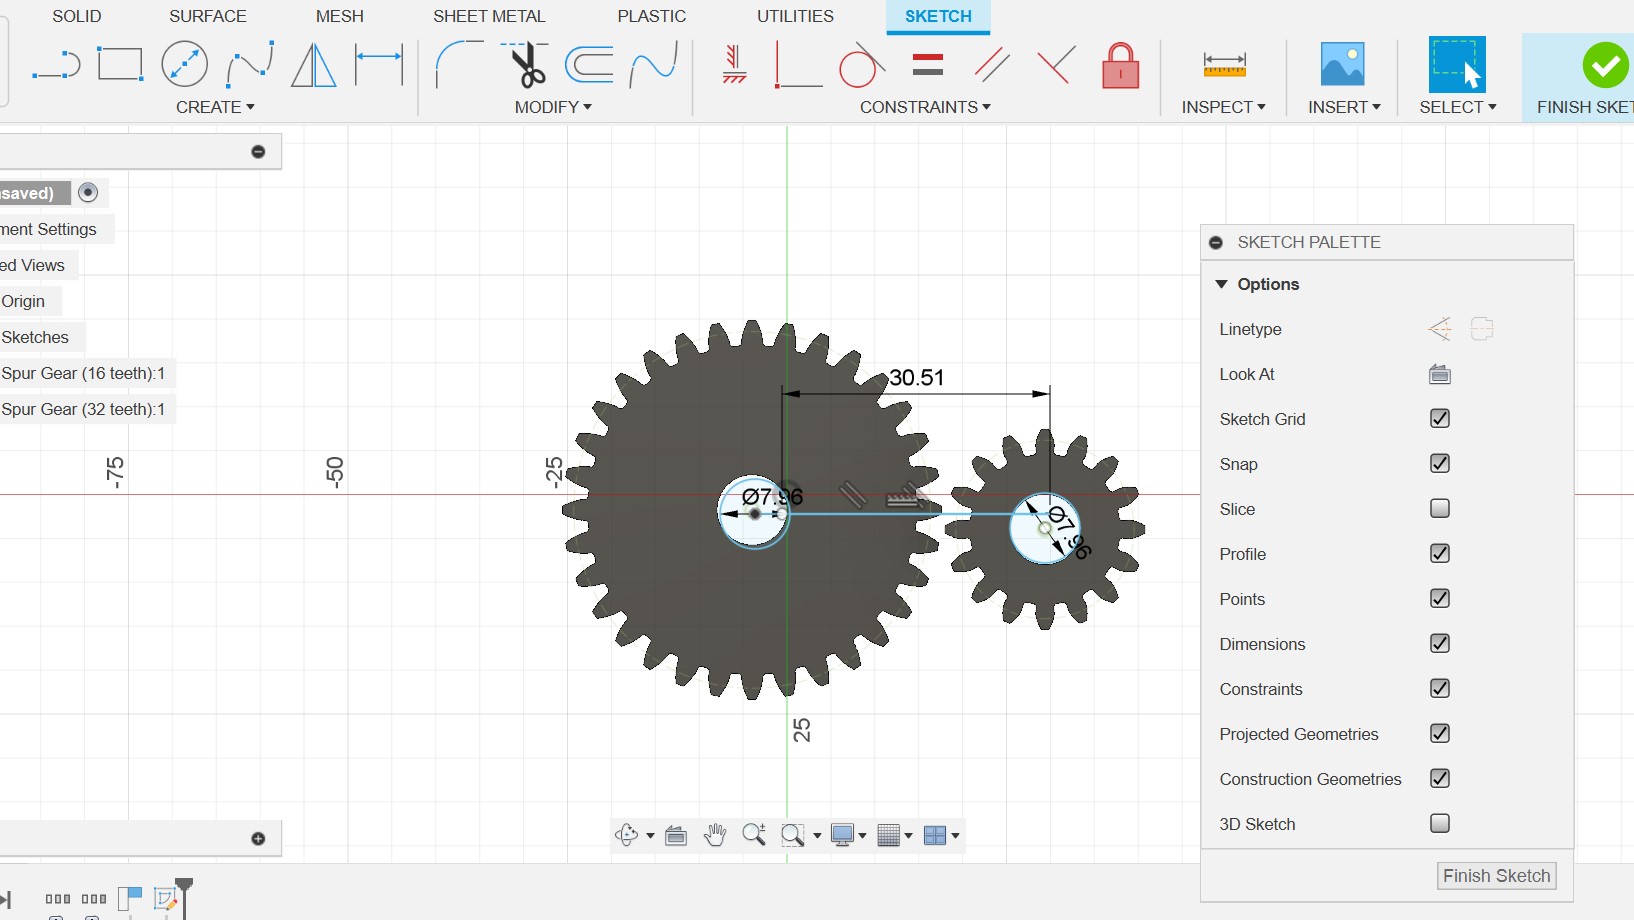 SOLID SURFACE MESH SHEET METAL PLASTIC UTILITIES SKETCH
CREATE MODIFY CONSTRAINTS INSPECT INSERT SELECT FINISH SKET
saved)
ment Settings
ed Views
Origin
Sketches
Spur Gear (16 teeth):1
Spur Gear (32 teeth):1
-75
-50
-25
30.51
Ø7.96
Ø7.96
25
SKETCH PALETTE
Options
Linetype
Look At
Sketch Grid
Snap
Slice
Profile
Points
Dimensions
Constraints
Projected Geometries
Construction Geometries
3D Sketch
Finish Sketch